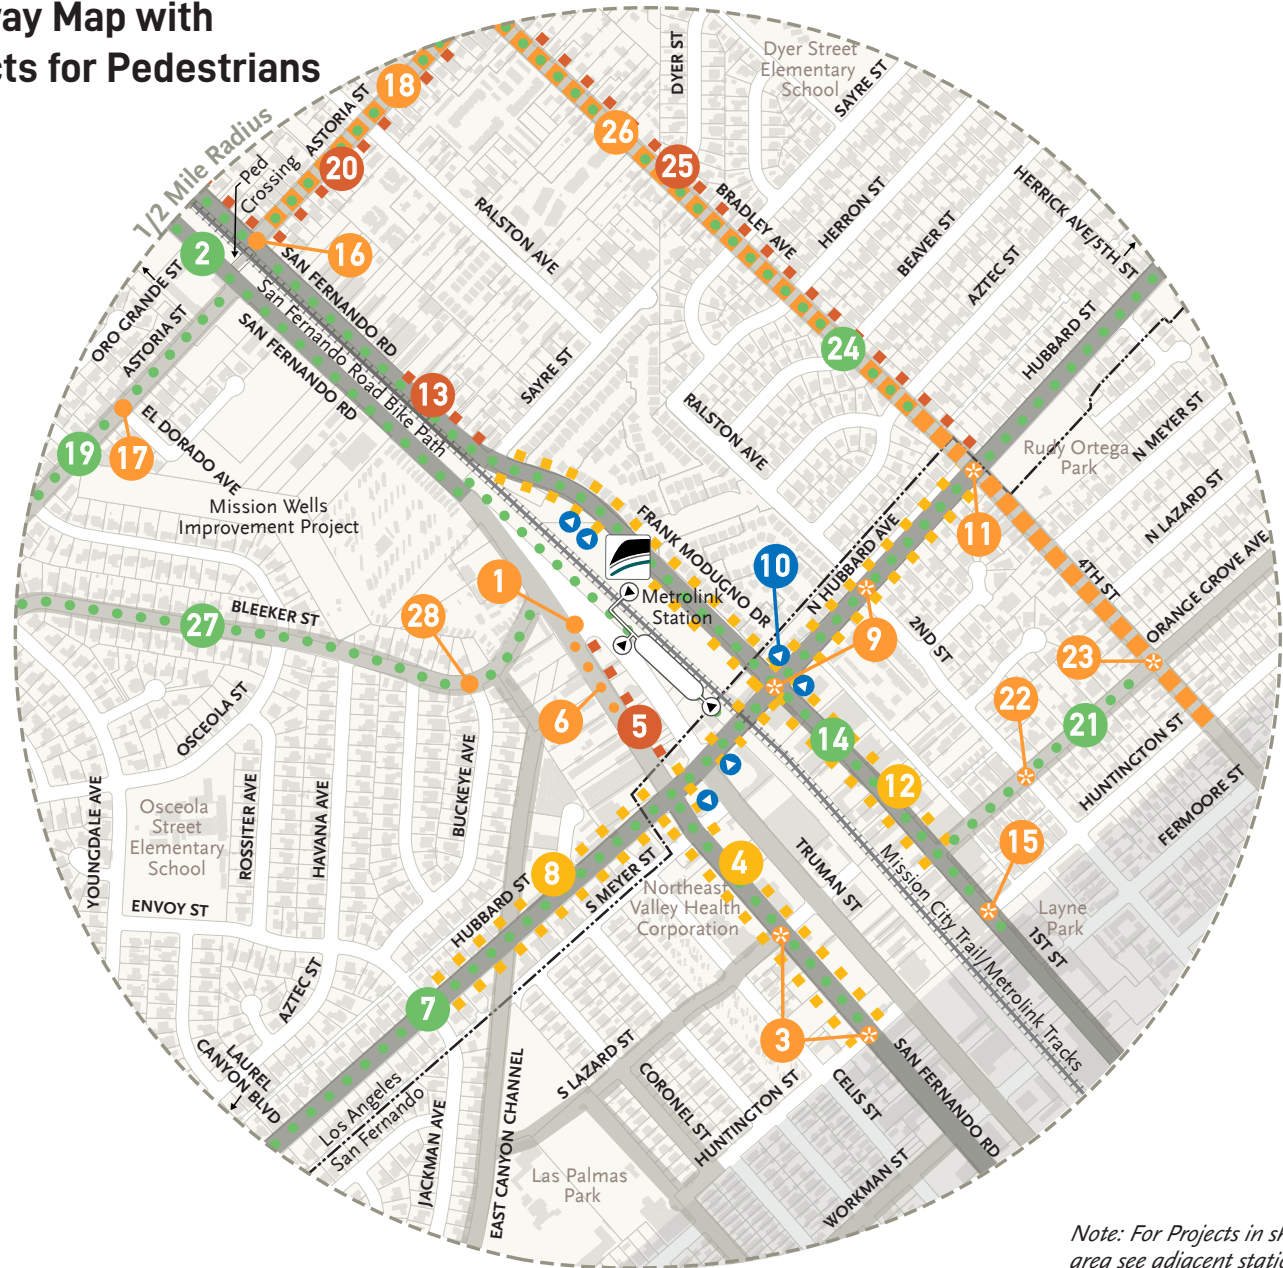 ay Map with
cts for Pedestrians
1/2 Mile Radius
Ped
Crossing
ASTORIA ST
18
20
16
2
ORO GRANDE ST
ASTORIA ST
SAN FERNANDO RD
San Fernando Road Bike Path
SAN FERNANDO RD
13
RALSTON AVE
SAYRE ST
DYER ST
Dyer Street
Elementary
School
SAYRE ST
26
25
BRADLEY AVE
HERRON ST
BEAVER ST
AZTEC ST
HERRICK AVE/5TH ST
HUBBARD ST
24
RALSTON AVE
Rudy Ortega
Park
N MEYER ST
N LAZARD ST
ORANGE GROVE AVE
4TH ST
11
19
17
EL DORADO AVE
Mission Wells
Improvement Project
FRANK MODUGNO DR
N HUBBARD AVE
10
Metrolink
Station
9
2ND ST
23
22
21
HUNTINGTON ST
FERMOORE ST
1
28
27
BLEEKER ST
6
5
14
12
15
OSCEOLA ST
YOUNGDALE AVE
Osceola
Street
Elementary
School
ROSSITER AVE
HAVANA AVE
BUCKEYE AVE
ENVOY ST
8
HUBBARD ST
S MEYER ST
4
Northeast
Valley Health
Corporation
TRUMAN ST
Mission City Trail/Metrolink Tracks
Layne
Park
1ST ST
7
AZTEC ST
LAUREL
CANYON BLVD
Los Angeles
San Fernando
JACKMAN AVE
EAST CANYON CHANNEL
S LAZARD ST
3
CORONEL ST
HUNTINGTON ST
CELIS ST
SAN FERNANDO RD
WORKMAN ST
Las Palmas
Park
Note: For Projects in sh
area see adjacent static